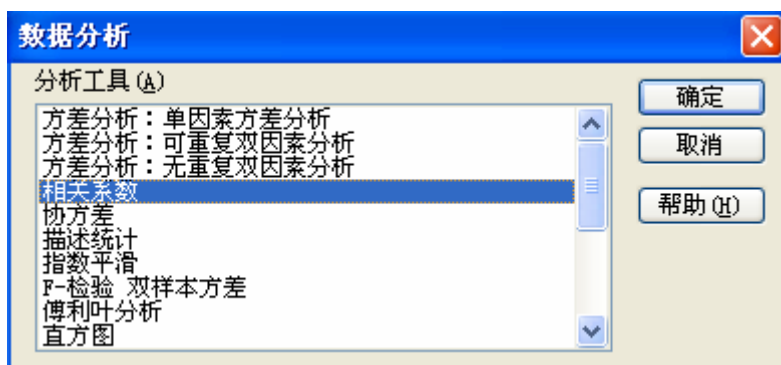 数据分析
分析工具(A)
方差分析：单因素方差分析
方差分析：可重复双因素分析
方差分析：无重复双因素分析
相关系数
协方差
描述统计
指数平滑
F-检验 双样本方差
傅利叶分析
直方图
确定
取消
帮助(H)